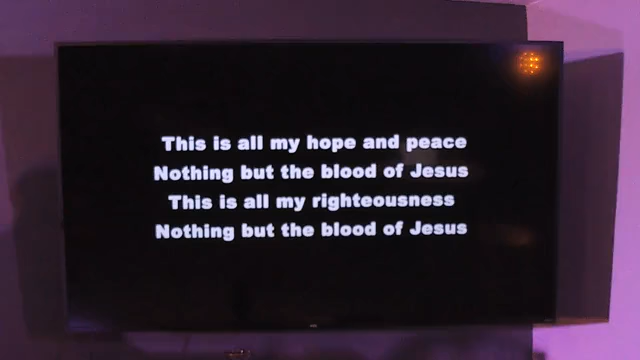 This is all my hope and peace
Nothing but the blood of Jesus
This is all my righteousness
Nothing but the blood of Jesus